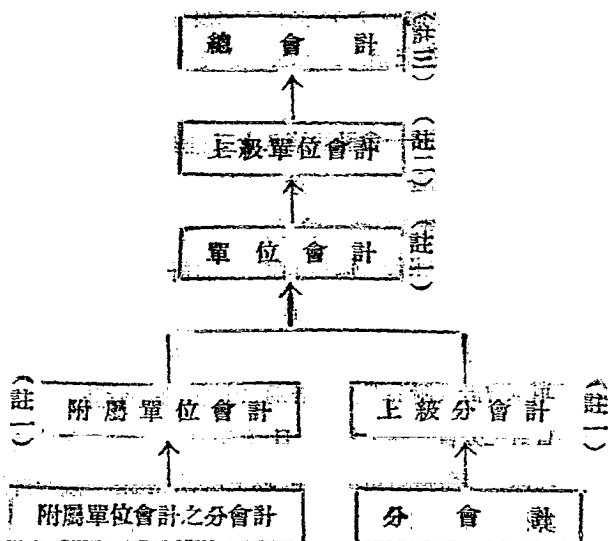 總會計
(註三)
上級單位會計
(註二)
單位會計
(註一)
(註一)
附屬單位會計
上級分會計
(註一)
附屬單位會計之分會計
分會計